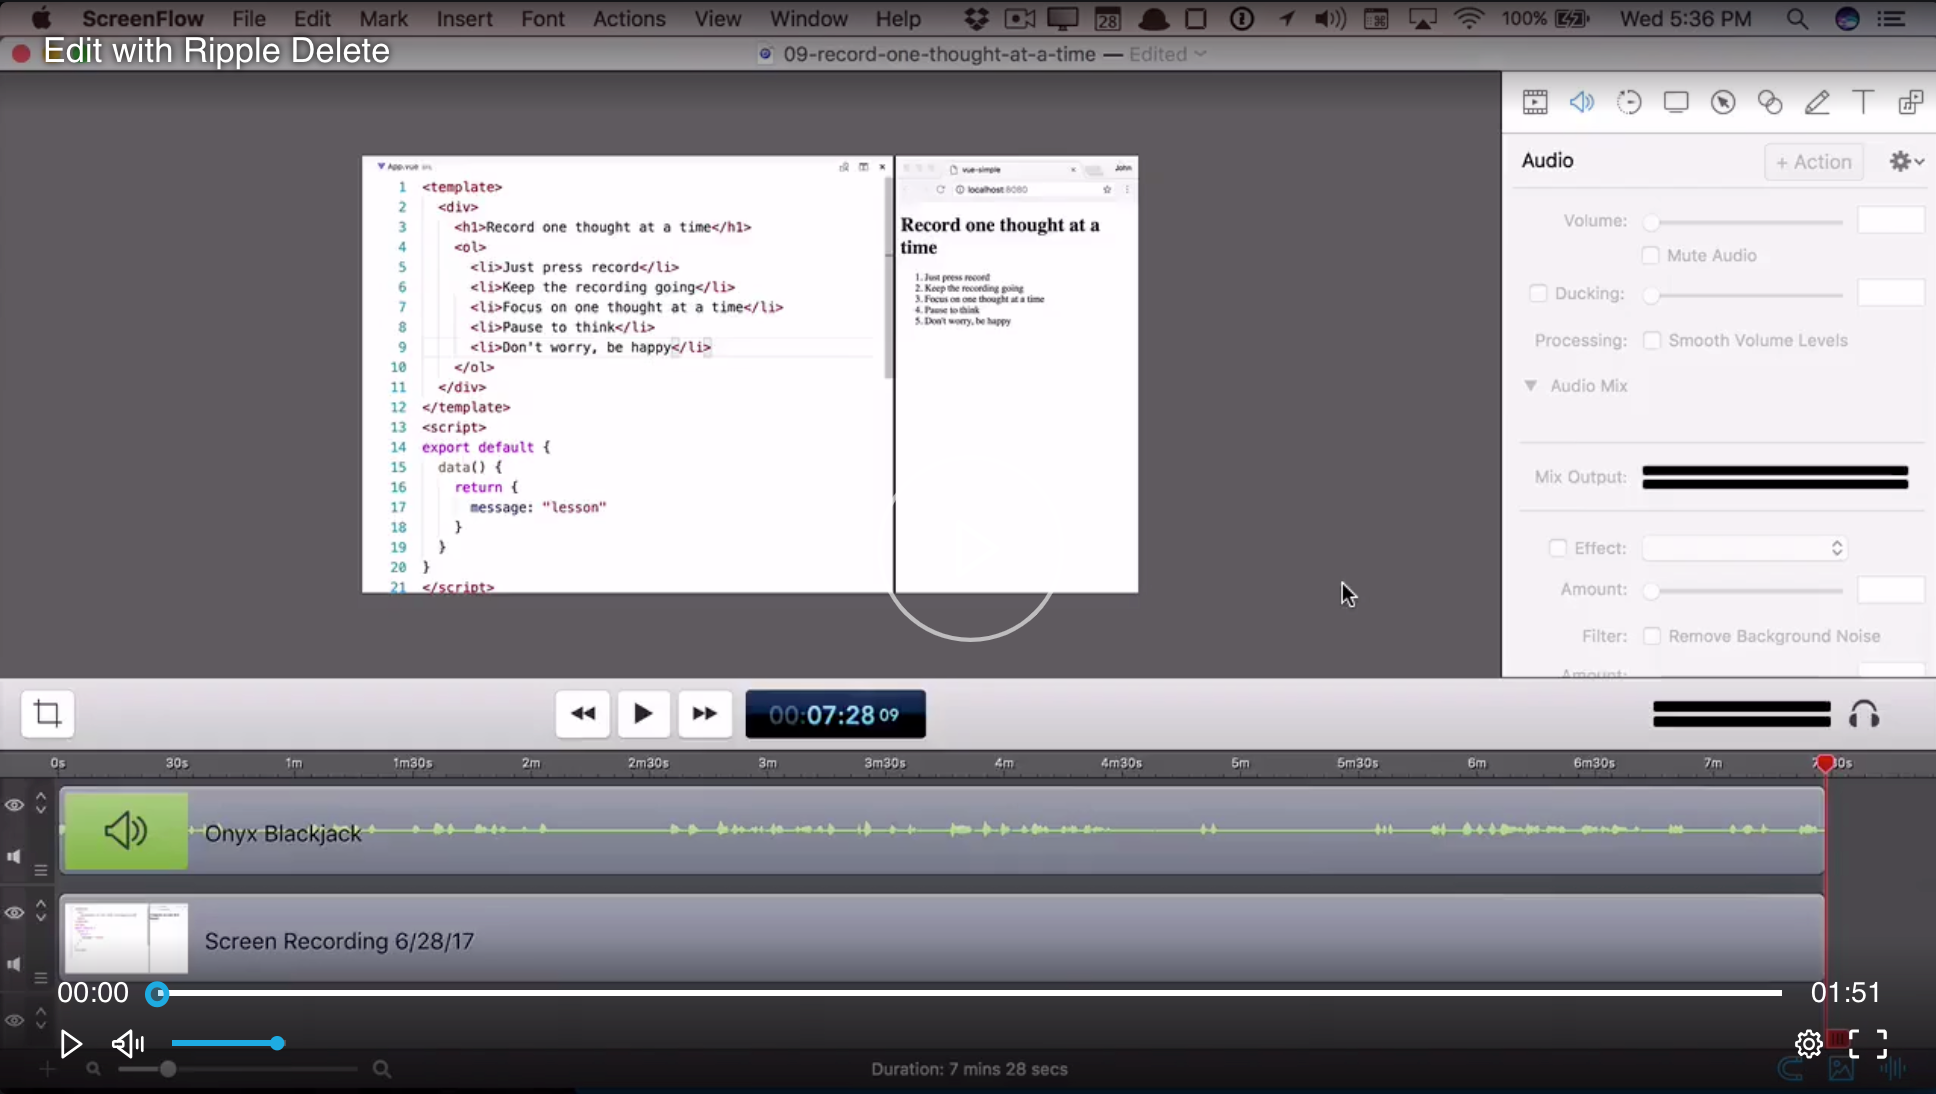 ScreenFlow File Edit Mark Insert Font Actions View Window Help 28 100% Wed 5:36 PM
Edit with Ripple Delete
09-record-one-thought-at-a-time — Edited
App.vue
1 <template>
2 <div>
3 <h1>Record one thought at a time</h1>
4 <ol>
5 <li>Just press record</li>
6 <li>Keep the recording going</li>
7 <li>Focus on one thought at a time</li>
8 <li>Pause to think</li>
9 <li>Don't worry, be happy</li>
10 </ol>
11 </div>
12 </template>
13 <script>
14 export default {
15 data() {
16 return {
17 message: "lesson"
18 }
19 }
20 }
21 </script>
vue-simple
John
localhost:8080
Record one thought at a
time
1. Just press record
2. Keep the recording going
3. Focus on one thought at a time
4. Pause to think
5. Don't worry, be happy
Audio + Action
Volume:
Mute Audio
Ducking:
Processing: Smooth Volume Levels
Audio Mix
Mix Output:
Effect:
Amount:
Filter: Remove Background Noise
Amount:
00:07:28 09
0s 30s 1m 1m30s 2m 2m30s 3m 3m30s 4m 4m30s 5m 5m30s 6m 6m30s 7m
Onyx Blackjack
Screen Recording 6/28/17
00:00 01:51
Duration: 7 mins 28 secs